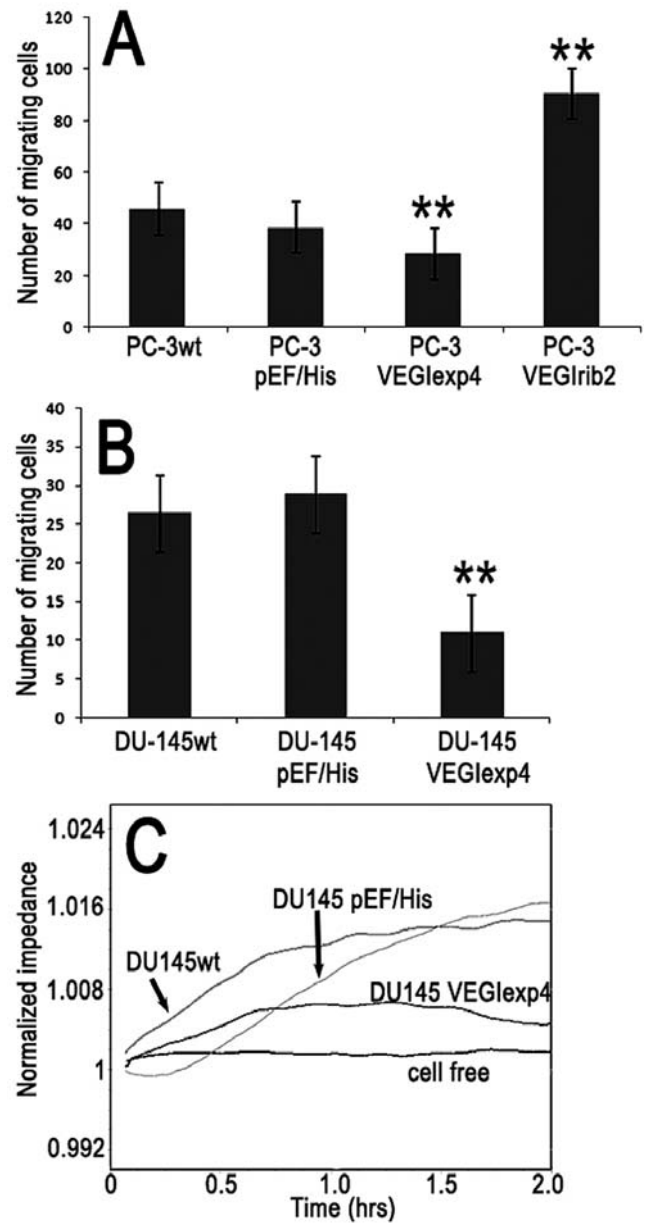 A
Number of migrating cells
120
100
80
60
40
20
0
**
**
PC-3wt
PC-3
pEF/His
PC-3
VEGIexp4
PC-3
VEGIrib2
B
Number of migrating cells
40
35
30
25
20
15
10
5
0
**
DU-145wt
DU-145
pEF/His
DU-145
VEGIexp4
C
Normalized impedance
1.024
1.016
1.008
1
0.992
DU145 pEF/His
DU145wt
DU145 VEGIexp4
cell free
0
0.5
1.0
1.5
2.0
Time (hrs)